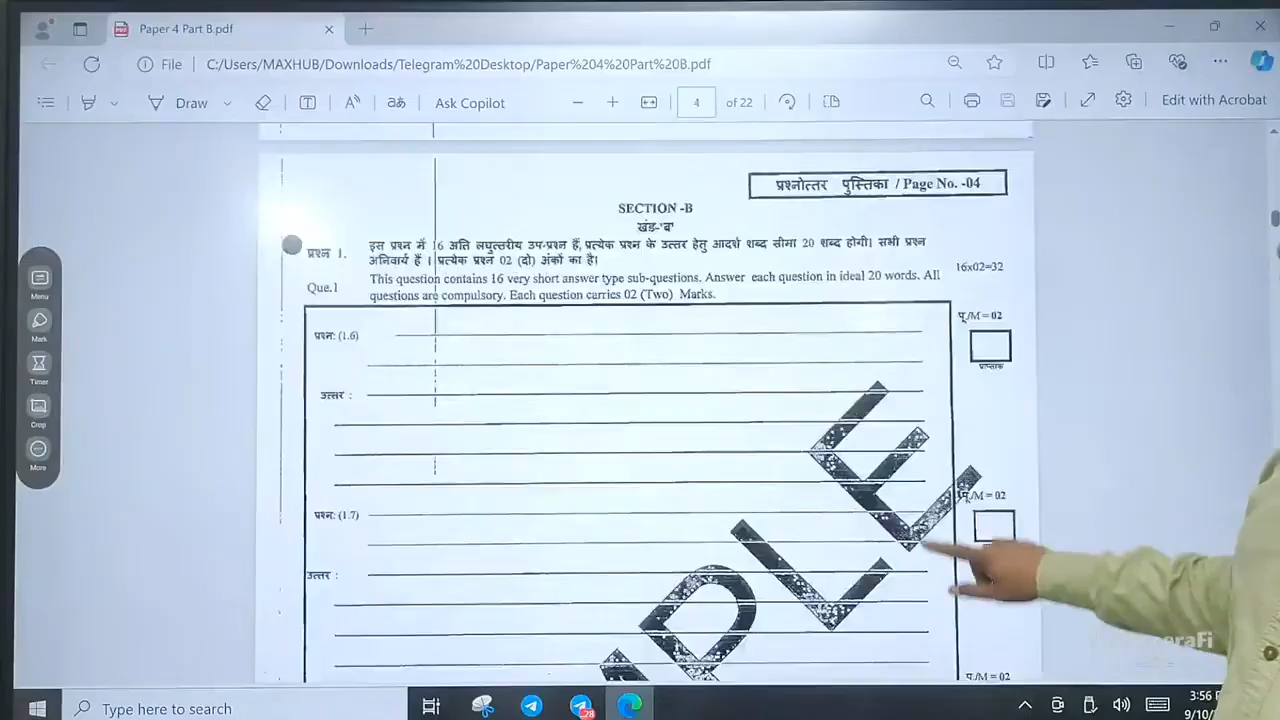 Paper 4 Part B.pdf
File
C:/Users/MAXHUB/Downloads/Telegram%20Desktop/Paper%204%20Part%20B.pdf
Draw
Ask Copilot
4
of 22
Edit with Acrobat
प्रश्नोत्तर पुस्तिका / Page No. -04
SECTION -B
खंड-'ब'
प्रश्न 1.
इस प्रश्न में 16 अति लघुत्तरीय उप-प्रश्न हैं, प्रत्येक प्रश्न के उत्तर हेतु आदर्श शब्द सीमा 20 शब्द होगी। सभी प्रश्न
अनिवार्य हैं । प्रत्येक प्रश्न 02 (दो) अंकों का है।
16x02=32
Que.1
This question contains 16 very short answer type sub-questions. Answer each question in ideal 20 words. All
questions are compulsory. Each question carries 02 (Two) Marks.
प्रश्न: (1.6)
पू./M = 02
प्राप्तांक
उत्तर :
प्रश्न: (1.7)
पू./M = 02
उत्तर :
DLE
पू./M = 02
Menu
Mark
Timer
Crop
More
Type here to search
28
3:56
9/10/